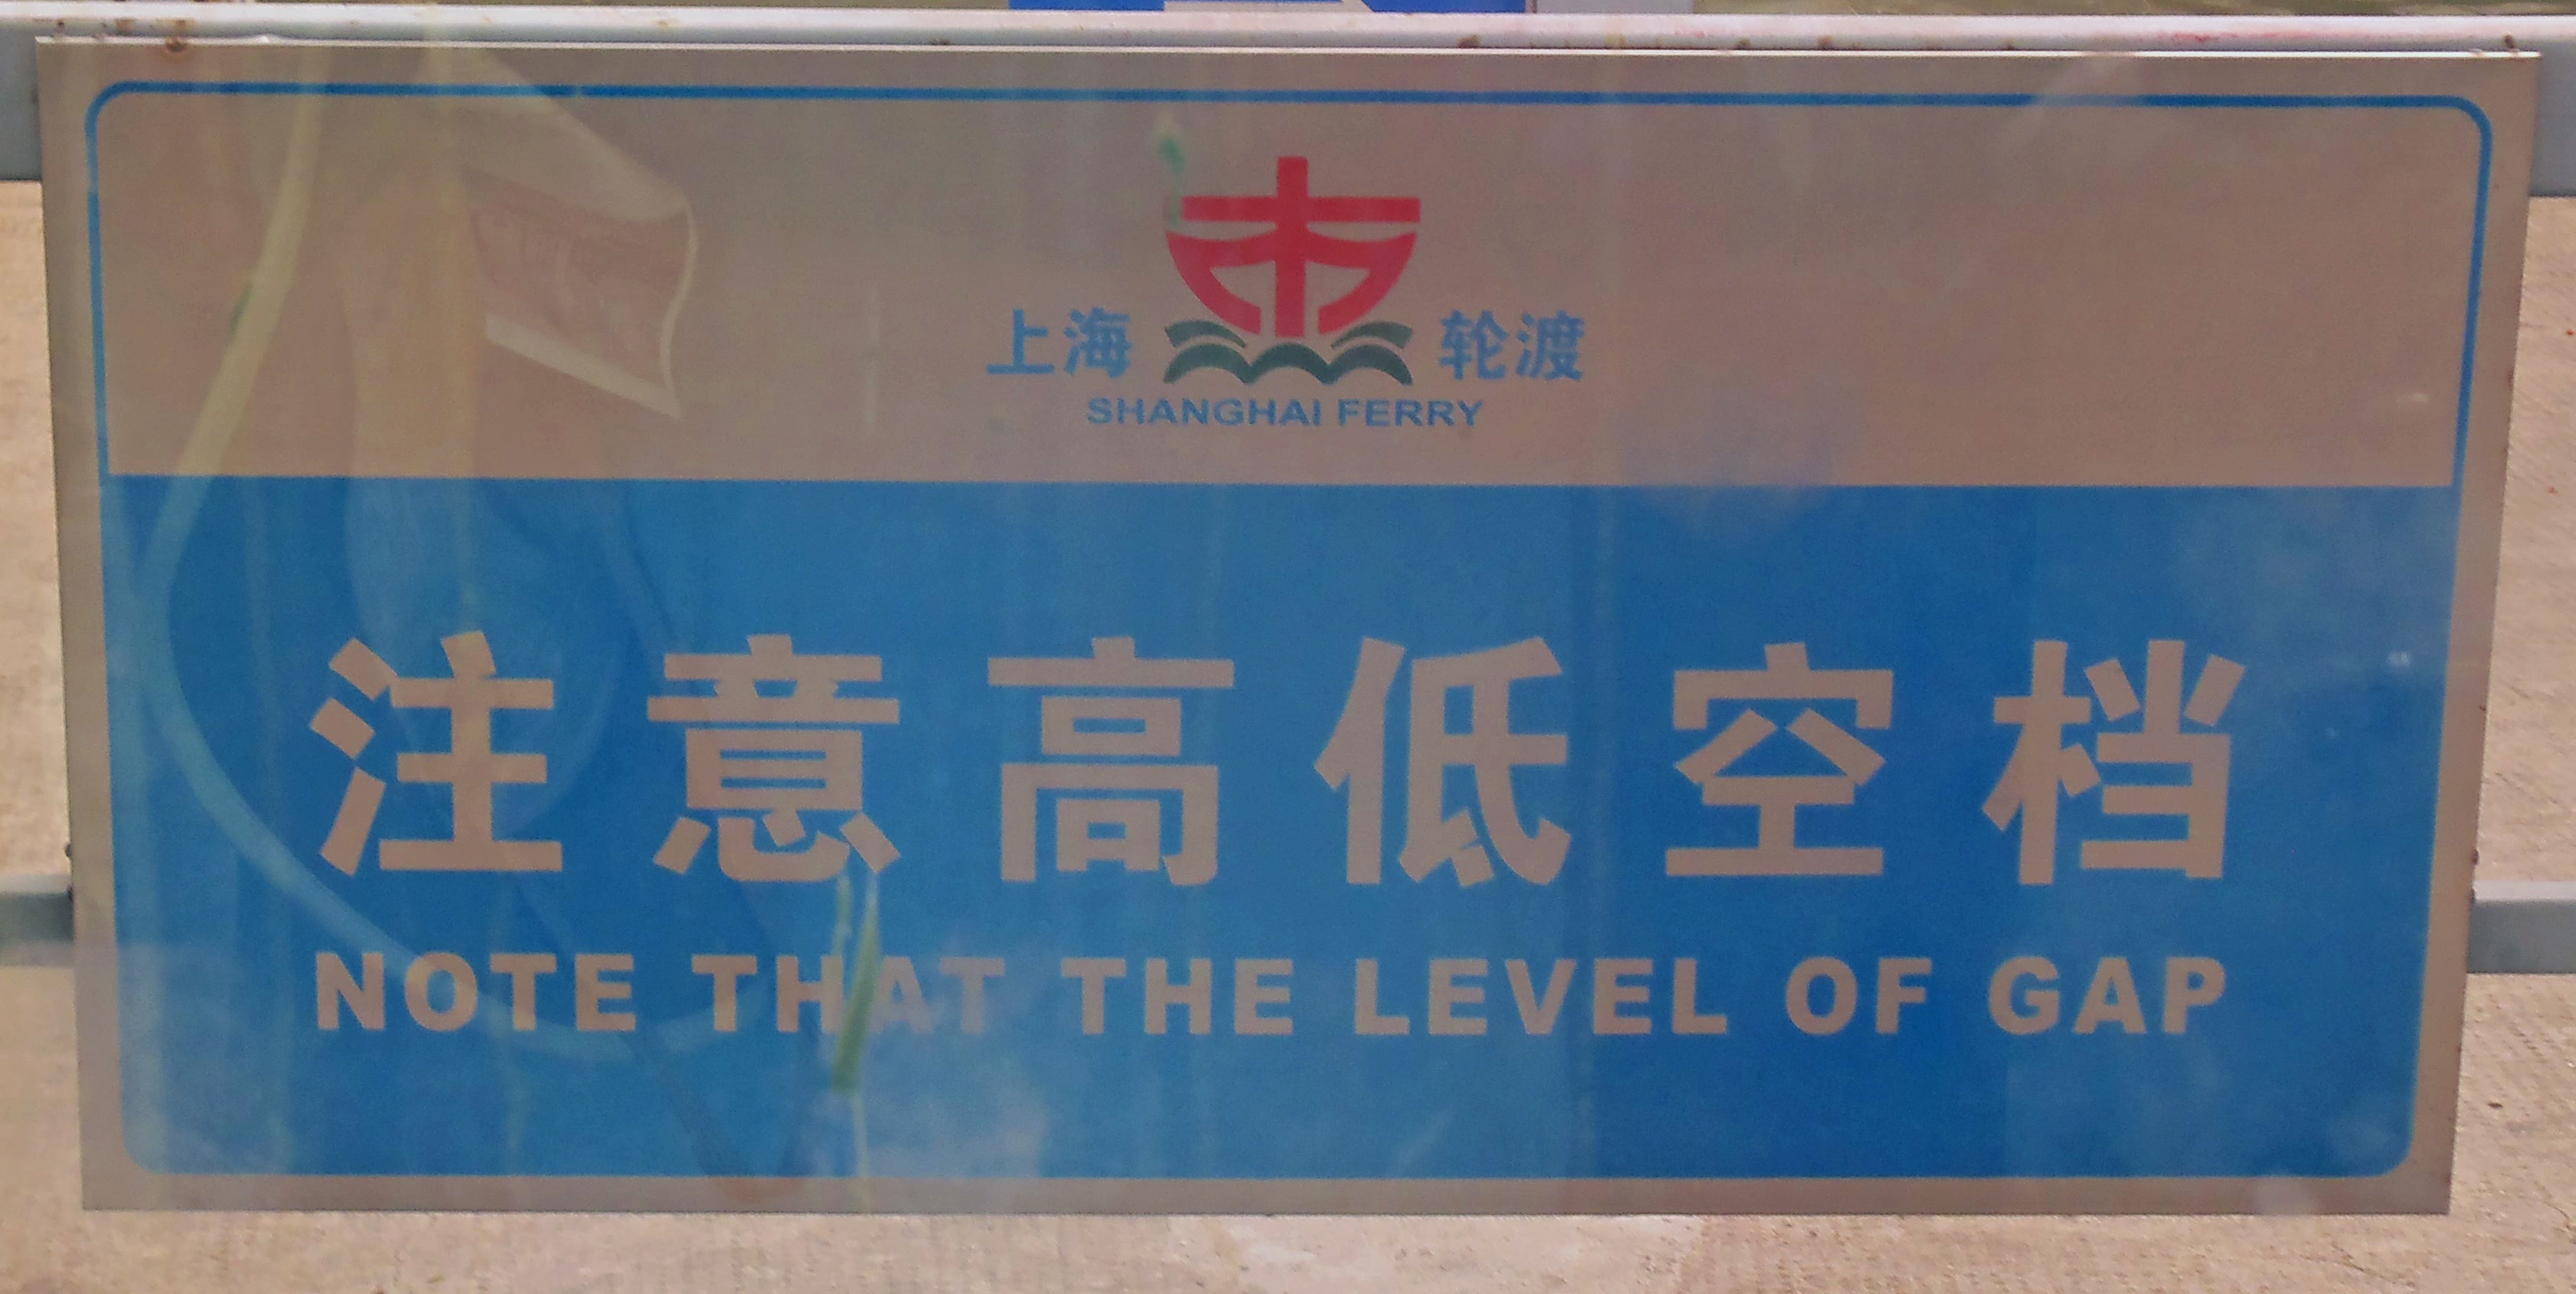 上海 轮渡
SHANGHAI FERRY
注意高低空档
NOTE THAT THE LEVEL OF GAP